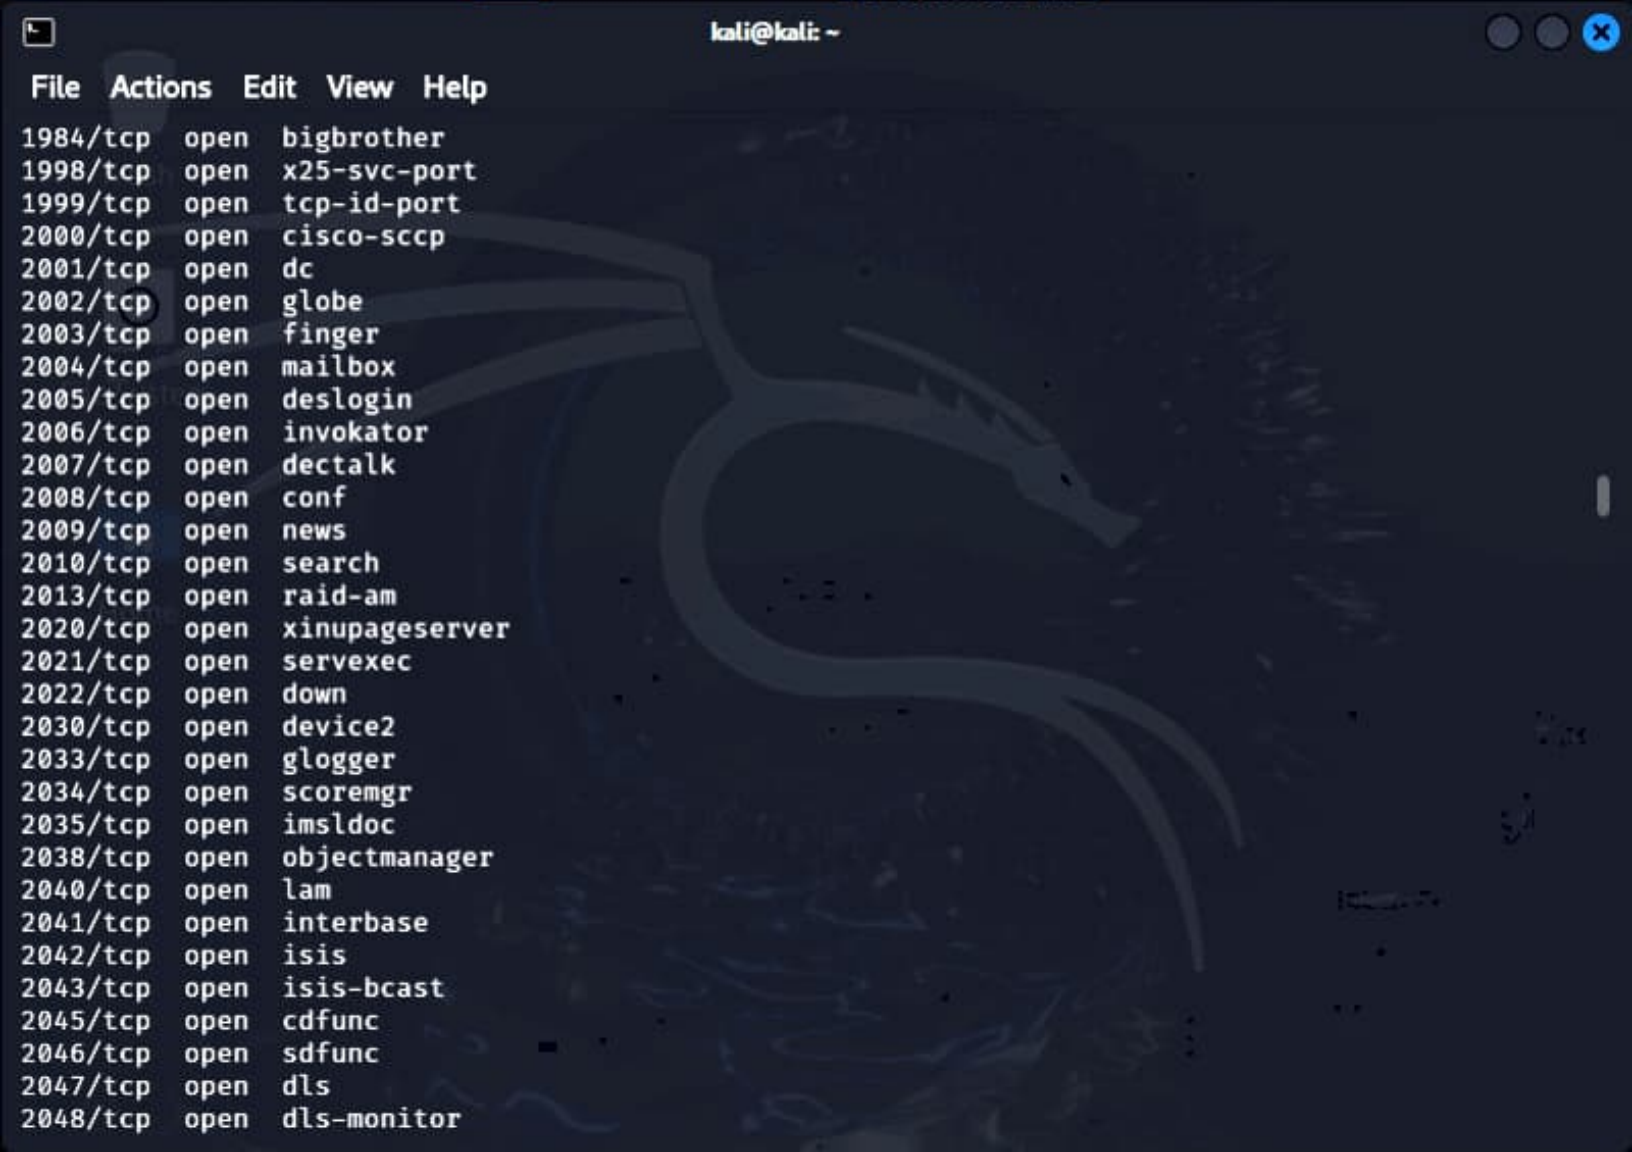 kali@kali: ~
File Actions Edit View Help
1984/tcp open bigbrother
1998/tcp open x25-svc-port
1999/tcp open tcp-id-port
2000/tcp open cisco-sccp
2001/tcp open dc
2002/tcp open globe
2003/tcp open finger
2004/tcp open mailbox
2005/tcp open deslogin
2006/tcp open invokator
2007/tcp open dectalk
2008/tcp open conf
2009/tcp open news
2010/tcp open search
2013/tcp open raid-am
2020/tcp open xinupageserver
2021/tcp open servexec
2022/tcp open down
2030/tcp open device2
2033/tcp open glogger
2034/tcp open scoremgr
2035/tcp open imsldoc
2038/tcp open objectmanager
2040/tcp open lam
2041/tcp open interbase
2042/tcp open isis
2043/tcp open isis-bcast
2045/tcp open cdfunc
2046/tcp open sdfunc
2047/tcp open dls
2048/tcp open dls-monitor